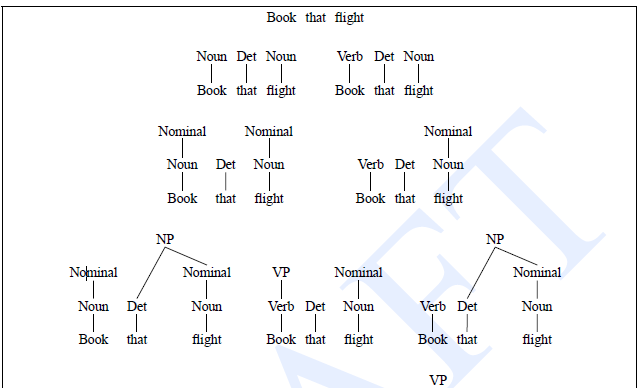 Book that flight
Noun Det Noun Verb Det Noun
Book that flight Book that flight
Nominal Nominal Nominal
Noun Det Noun Verb Det Noun
Book that flight Book that flight
NP NP
Nominal Nominal VP Nominal Nominal
Noun Det Noun Verb Det Noun Verb Det Noun
Book that flight Book that flight Book that flight
VP
AFT